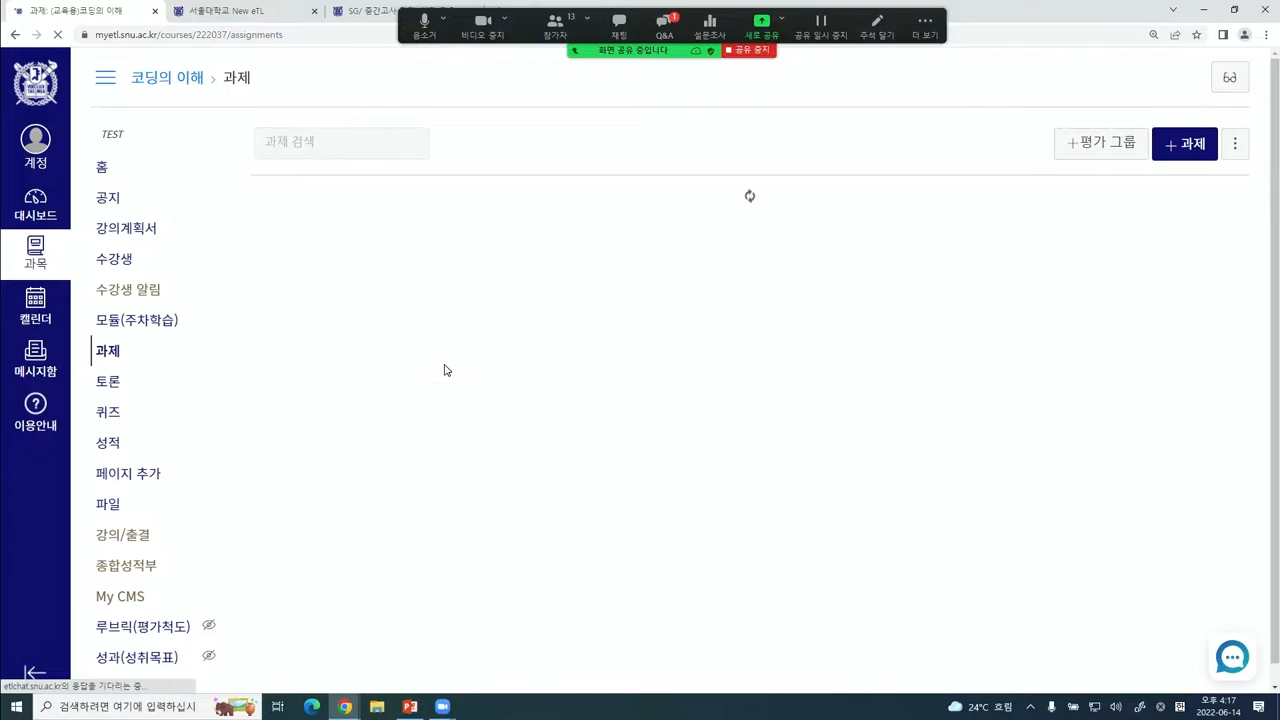 과제: (교육용)코딩의 이해
서울대학교 New eTL
SG/ 중간고사
myetl.snu.ac.kr/courses/222037/assignments
음소거
비디오 중지
13
참가자
채팅
1
Q&A
설문조사
새로 공유
공유 일시 중지
주석 달기
더 보기
화면 공유 중입니다
공유 중지
코딩의 이해 › 과제
계정
대시보드
과목
캘린더
메시지함
이용안내
TEST
홈
공지
강의계획서
수강생
수강생 알림
모듈(주차학습)
과제
토론
퀴즈
성적
페이지 추가
파일
강의/출결
종합성적부
My CMS
루브릭(평가척도)
성과(성취목표)
과제 검색
+평가 그룹
+ 과제
etlchat.snu.ac.kr의 응답을 기다리는 중...
검색하려면 여기에 입력하십시
24°C 흐림
한
오후 4:17
2022-06-14